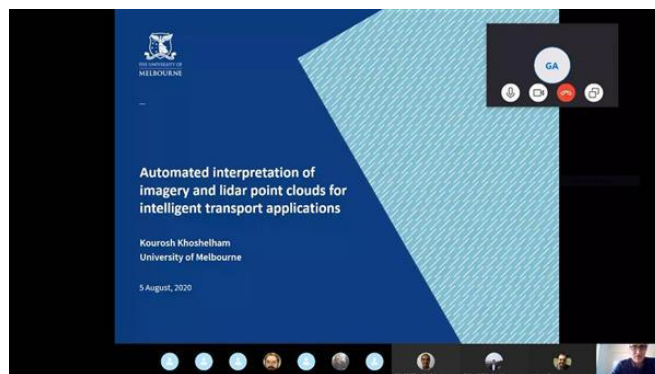 THE UNIVERSITY OF
MELBOURNE
GA
Automated interpretation of
imagery and lidar point clouds for
intelligent transport applications
Kourosh Khoshelham
University of Melbourne
5 August, 2020